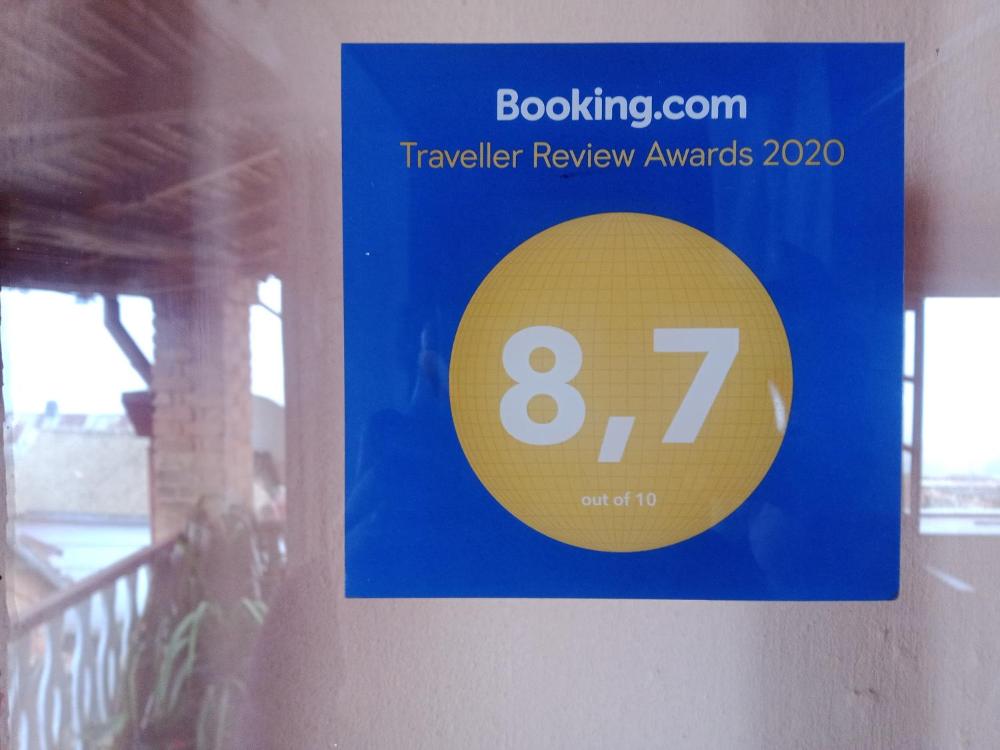 Booking.com
Traveller Review Awards 2020
8,7
out of 10